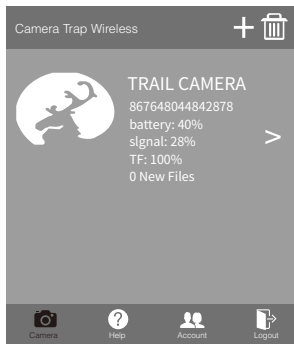 Camera Trap Wireless
TRAIL CAMERA
867648044842878
battery: 40%
slgnal: 28%
TF: 100%
0 New Files
Camera
Help
Account
Logout